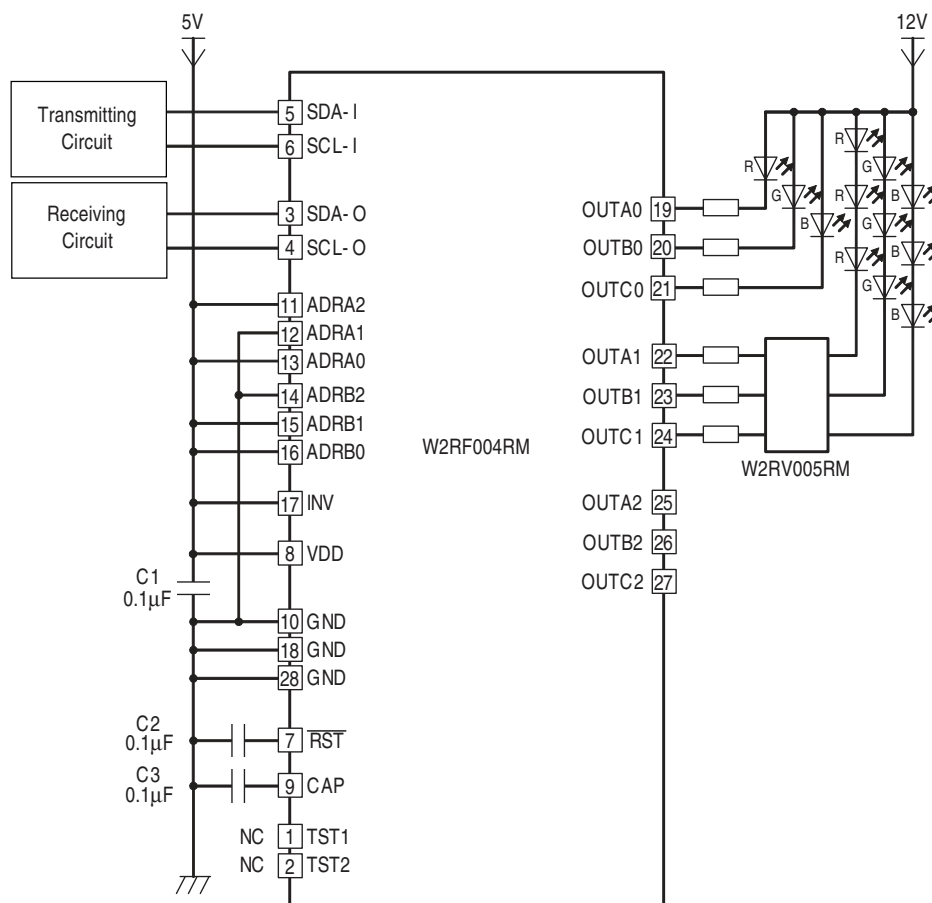 5V
12V
Transmitting
Circuit
5 SDA-I
6 SCL-I
Receiving
Circuit
3 SDA-O
4 SCL-O
11 ADRA2
12 ADRA1
13 ADRA0
14 ADRB2
15 ADRB1
16 ADRB0
17 INV
8 VDD
C1
0.1µF
10 GND
18 GND
28 GND
C2
0.1µF
7 RST
C3
0.1µF
9 CAP
NC 1 TST1
NC 2 TST2
W2RF004RM
OUTA0 19
OUTB0 20
OUTC0 21
OUTA1 22
OUTB1 23
OUTC1 24
OUTA2 25
OUTB2 26
OUTC2 27
W2RV005RM
R
G
B
R
R
R
G
G
G
B
B
B